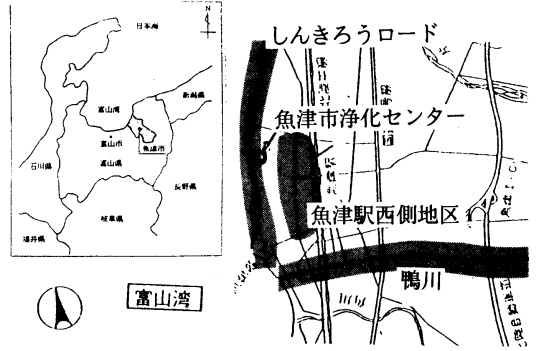 N
日本海
富山湾
新潟県
富山市
魚津市
石川県
富山県
長野県
岐阜県
福井県
富山湾
しんきろうロード
魚津市浄化センター
魚津駅西側地区
魚津I・C
鴨川